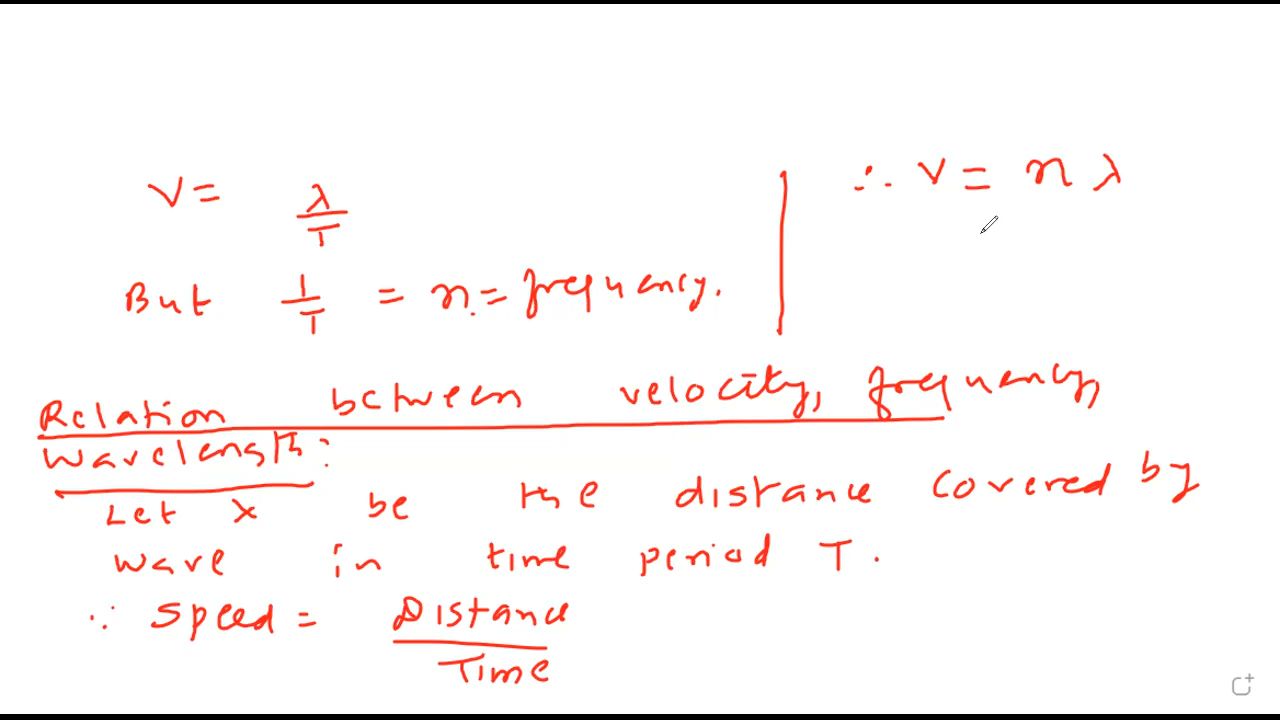 V = λ/T
But 1/T = n = frequency.
∴ V = n λ
Relation between velocity, frequency,
Wavelength:
Let x be the distance covered by
wave in time period T.
∵ Speed = Distance/Time